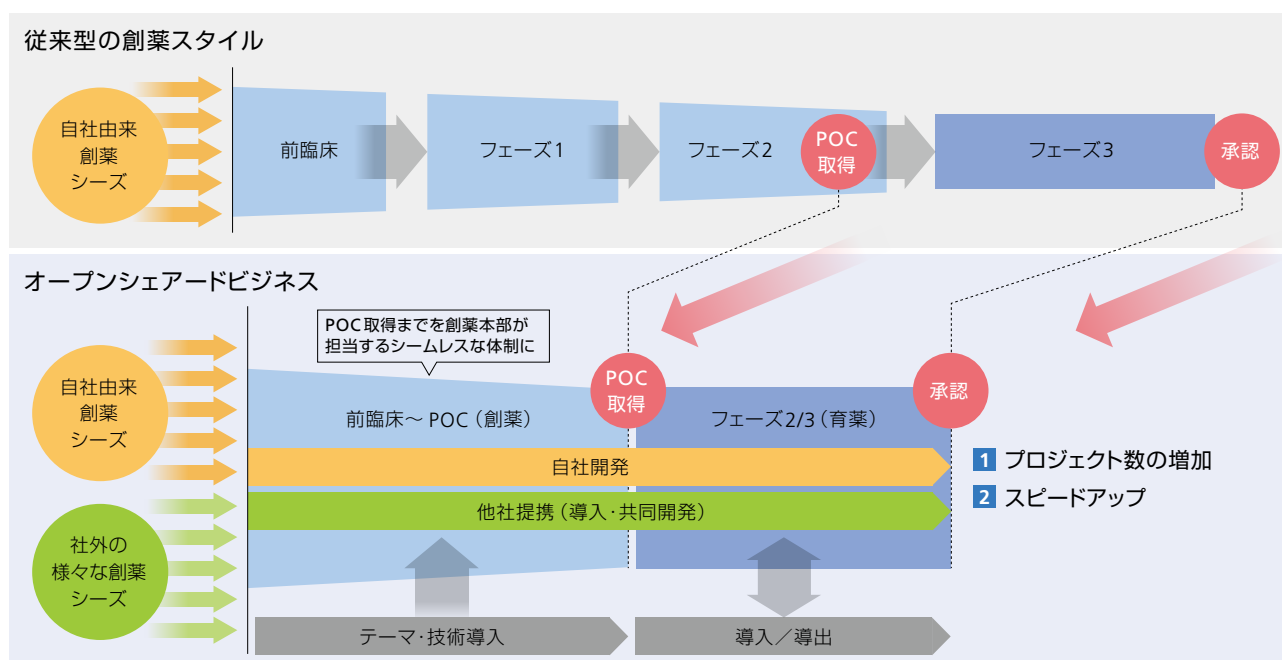 従来型の創薬スタイル
自社由来
創薬
シーズ
前臨床
フェーズ1
フェーズ2
POC
取得
フェーズ3
承認
オープンシェアードビジネス
POC取得までを創薬本部が
担当するシームレスな体制に
自社由来
創薬
シーズ
POC
取得
承認
前臨床〜POC（創薬）
フェーズ2/3（育薬）
自社開発
他社提携（導入・共同開発）
1 プロジェクト数の増加
2 スピードアップ
社外の
様々な創薬
シーズ
テーマ・技術導入
導入／導出